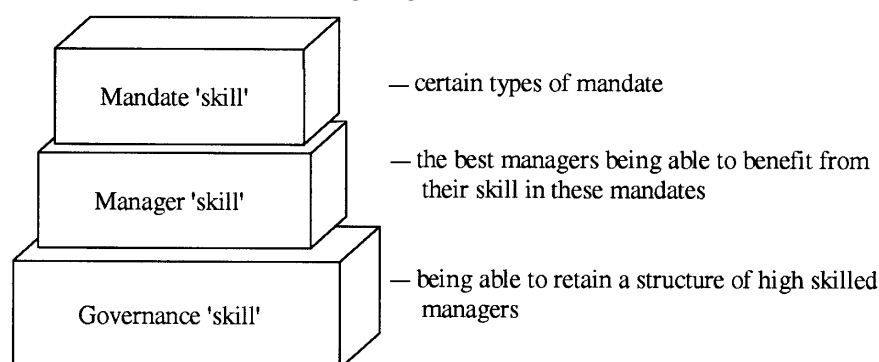 Mandate 'skill'
— certain types of mandate
Manager 'skill'
— the best managers being able to benefit from
their skill in these mandates
Governance 'skill'
— being able to retain a structure of high skilled
managers